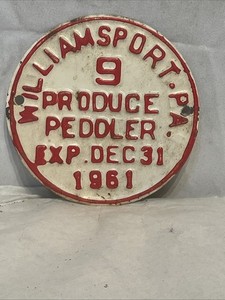 WILLIAMSPORT, PA.
9
PRODUCE
PEDDLER
EXP. DEC 31
1961